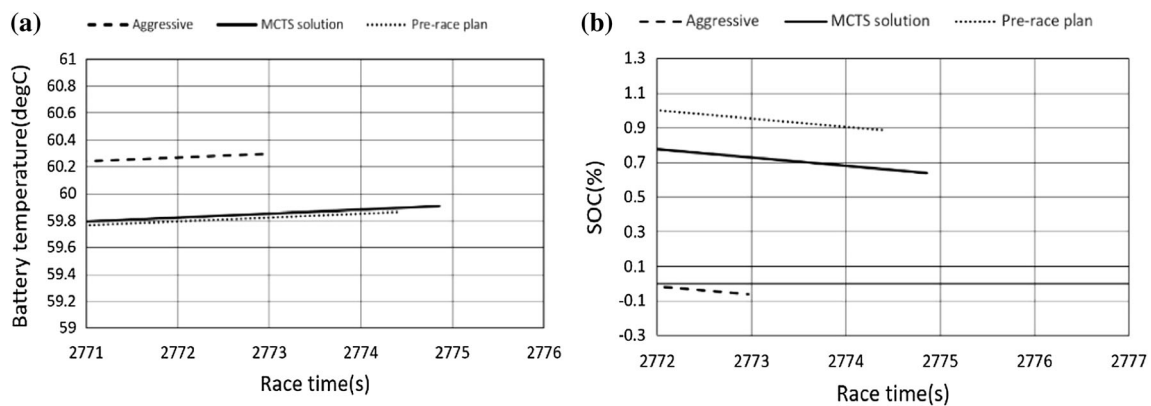 (a)
Aggressive MCTS solution Pre-race plan
Battery temperature(degC)
61
60.8
60.6
60.4
60.2
60
59.8
59.6
59.4
59.2
59
2771 2772 2773 2774 2775 2776
Race time(s)
(b)
Aggressive MCTS solution Pre-race plan
SOC(%)
1.3
1.1
0.9
0.7
0.5
0.3
0.1
-0.1
-0.3
2772 2773 2774 2775 2776 2777
Race time(s)